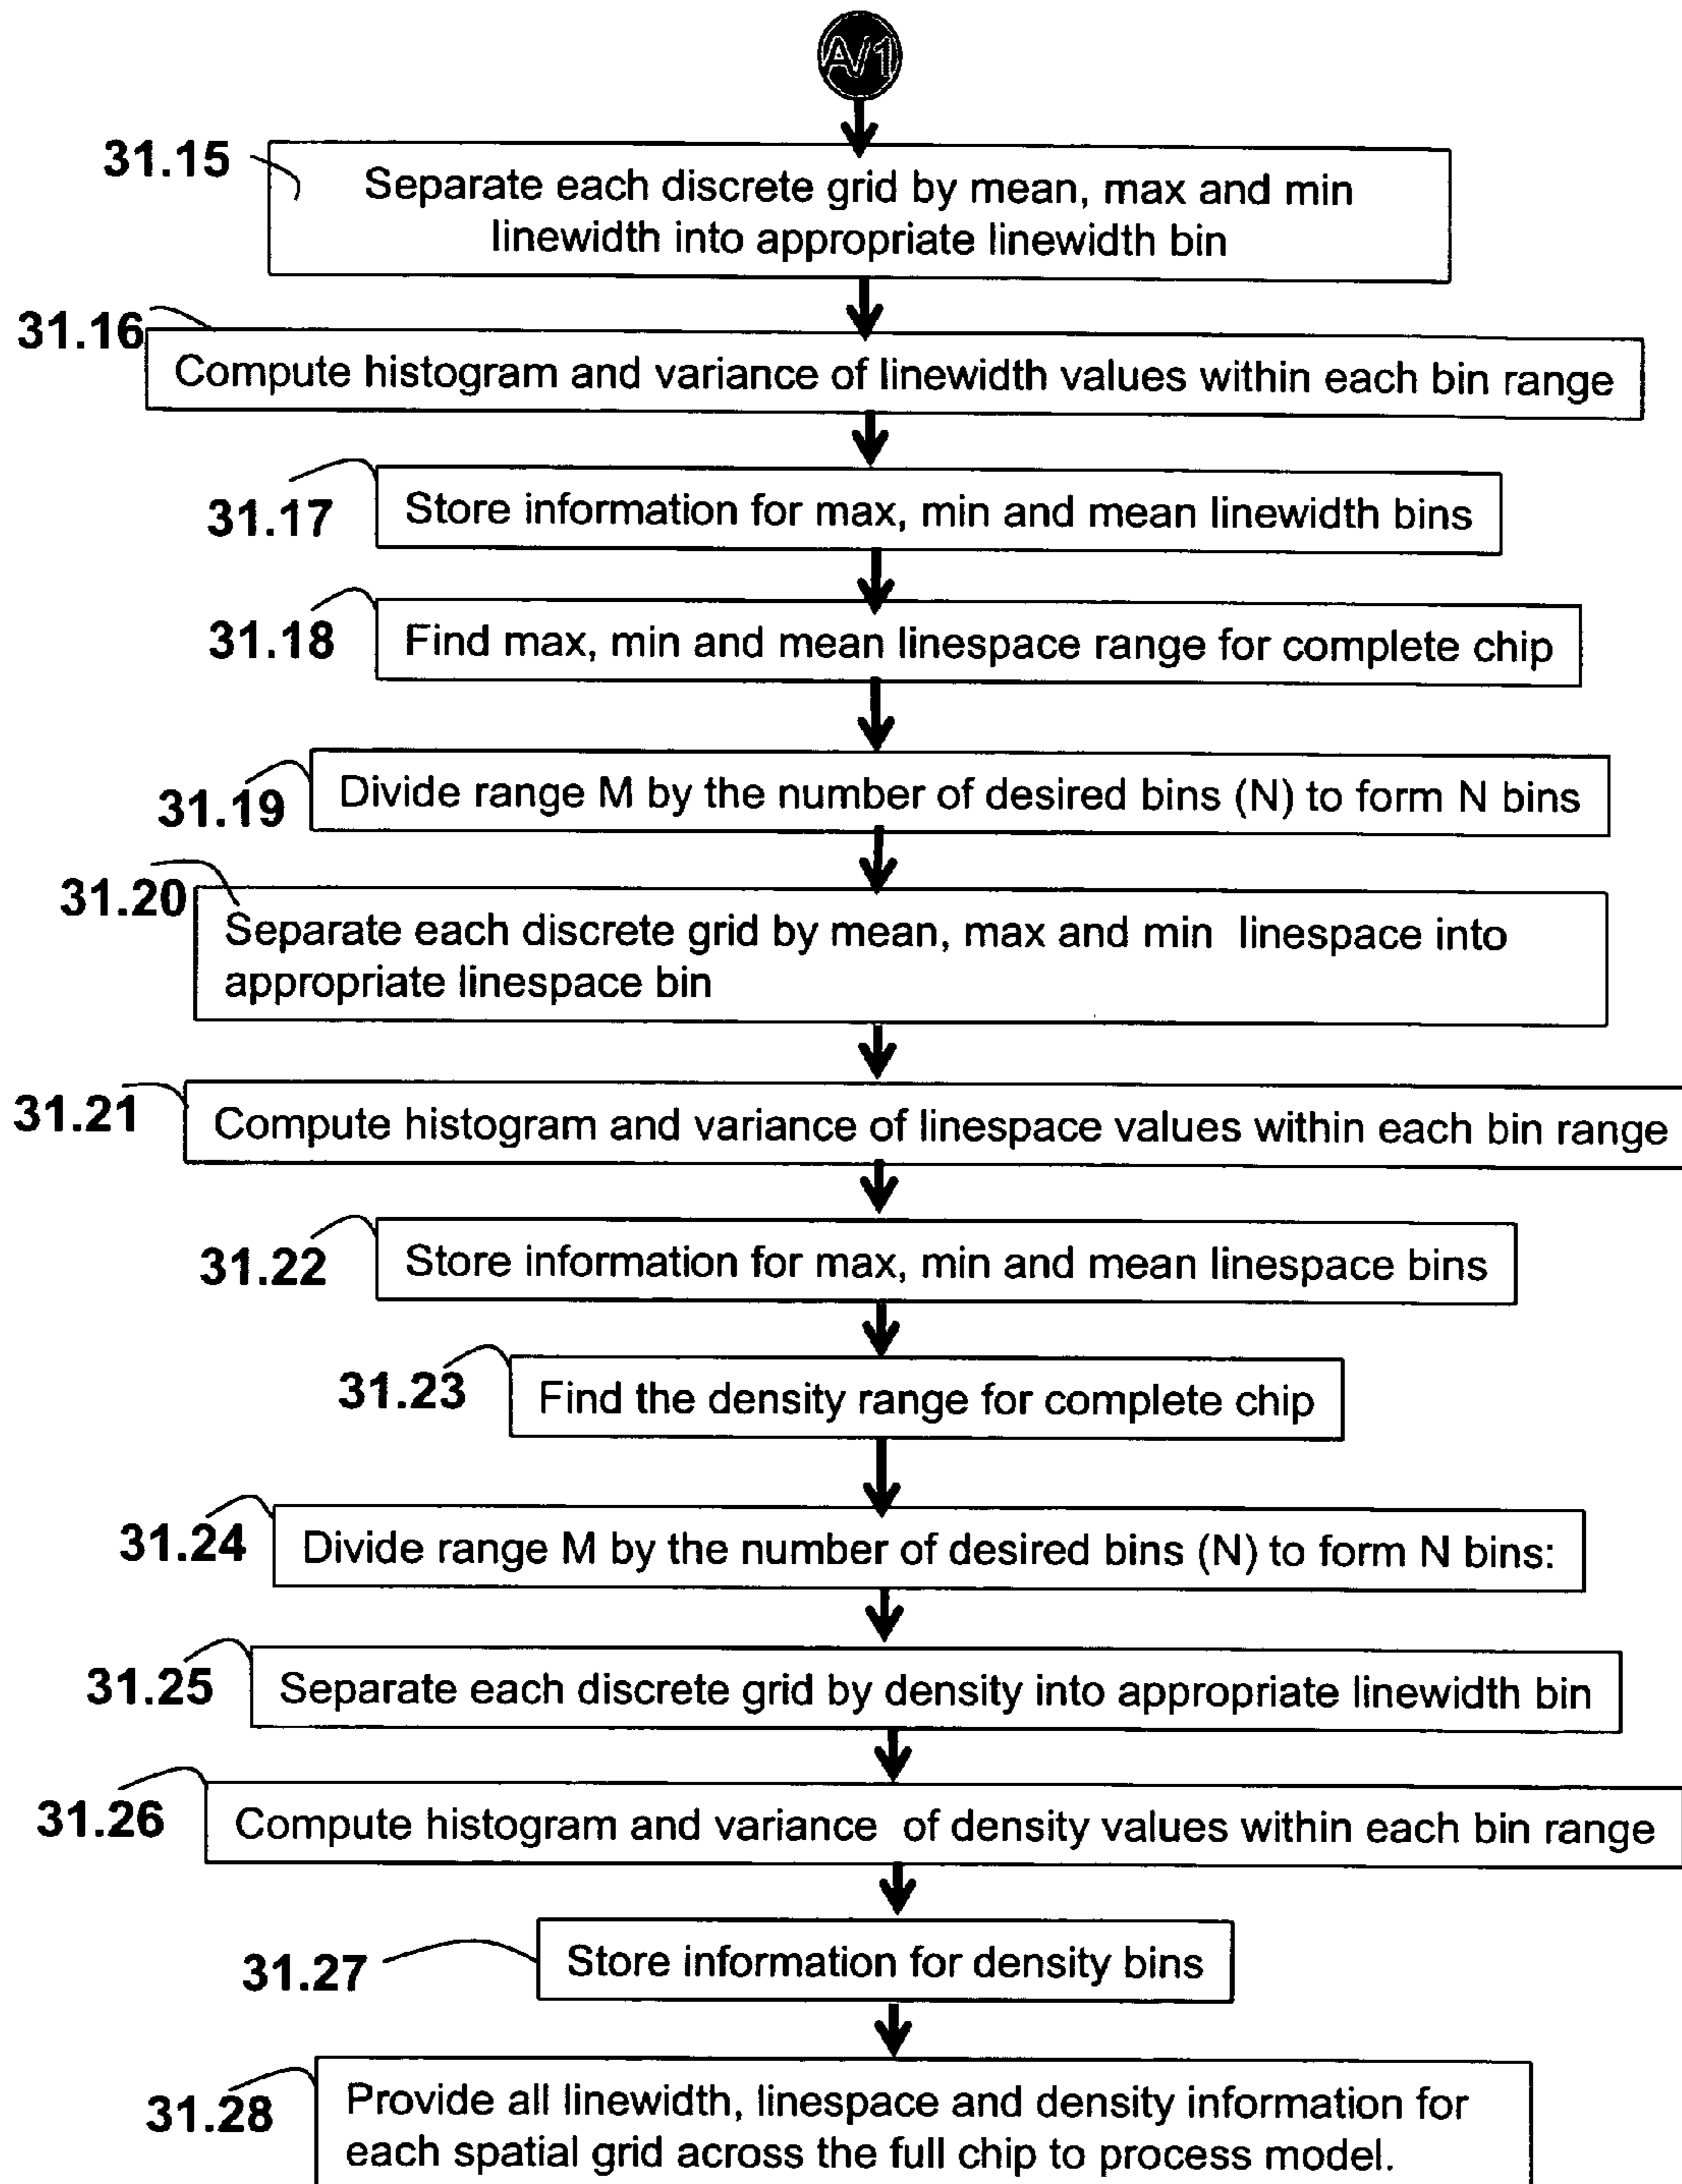 A/1
31.15
Separate each discrete grid by mean, max and min
linewidth into appropriate linewidth bin
31.16
Compute histogram and variance of linewidth values within each bin range
31.17
Store information for max, min and mean linewidth bins
31.18
Find max, min and mean linespace range for complete chip
31.19
Divide range M by the number of desired bins (N) to form N bins
31.20
Separate each discrete grid by mean, max and min linespace into
appropriate linespace bin
31.21
Compute histogram and variance of linespace values within each bin range
31.22
Store information for max, min and mean linespace bins
31.23
Find the density range for complete chip
31.24
Divide range M by the number of desired bins (N) to form N bins:
31.25
Separate each discrete grid by density into appropriate linewidth bin
31.26
Compute histogram and variance of density values within each bin range
31.27
Store information for density bins
31.28
Provide all linewidth, linespace and density information for
each spatial grid across the full chip to process model.